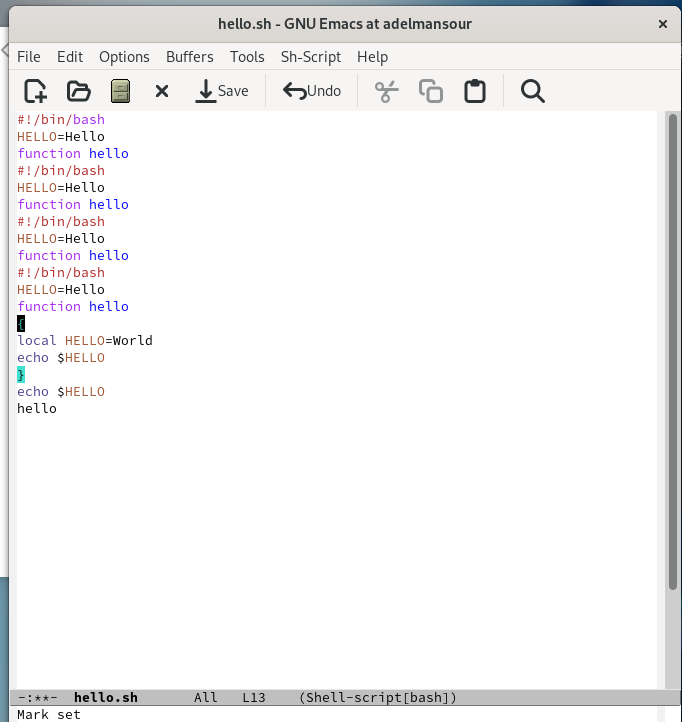 hello.sh - GNU Emacs at adelmansour
File Edit Options Buffers Tools Sh-Script Help
Save Undo
#!/bin/bash
HELLO=Hello
function hello
#!/bin/bash
HELLO=Hello
function hello
#!/bin/bash
HELLO=Hello
function hello
#!/bin/bash
HELLO=Hello
function hello
{
local HELLO=World
echo $HELLO
}
echo $HELLO
hello
-:**- hello.sh All L13 (Shell-script[bash])
Mark set